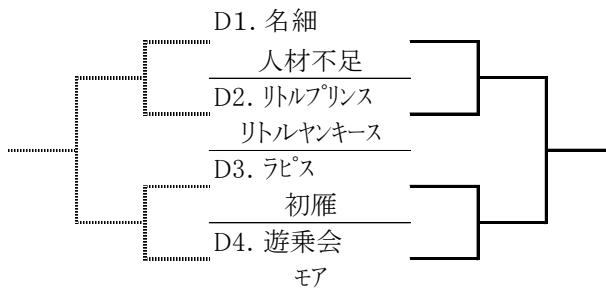 D1. 名細
人材不足
D2. ﾘﾄﾙﾌﾟﾘﾝｽ
ﾘﾄﾙﾔﾝｷｰｽ
D3. ﾗﾋﾟｽ
初雁
D4. 遊乗会
ﾓｱ